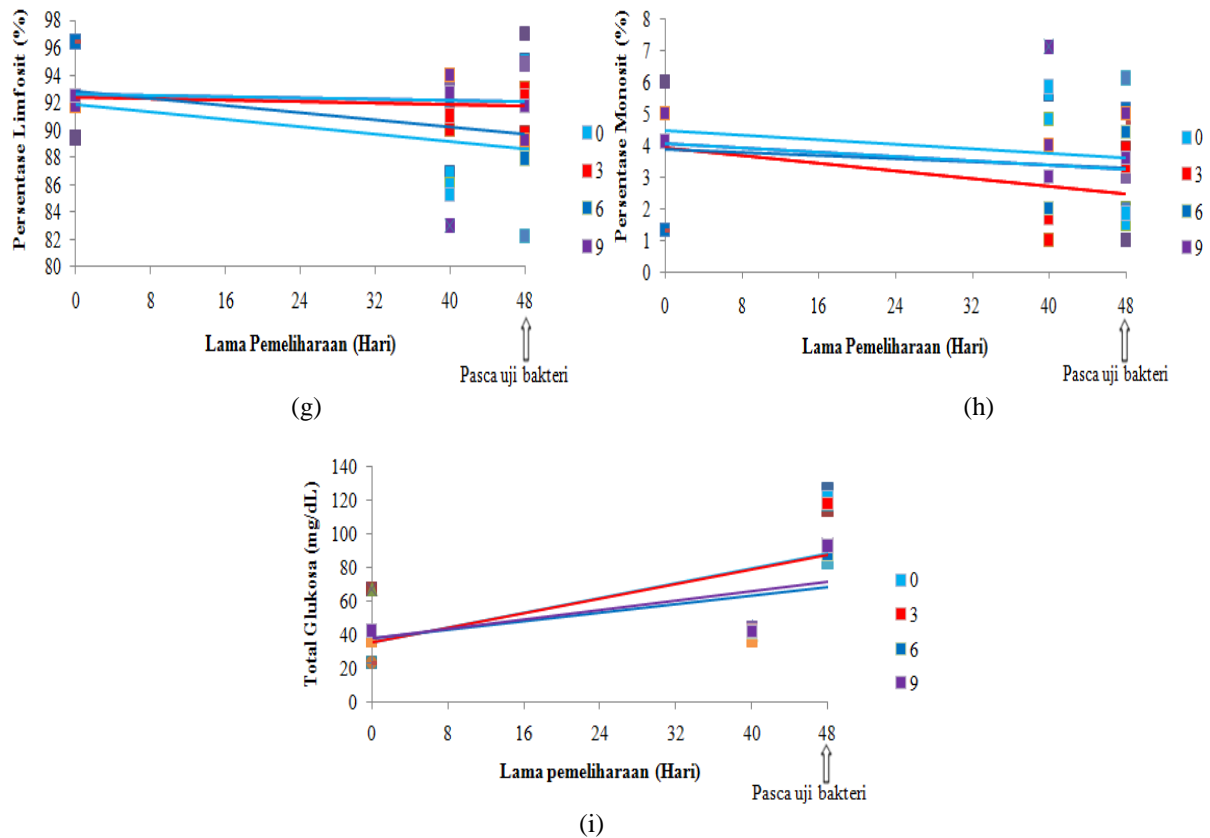 Persentase Limfosit (%)
98
96
94
92
90
88
86
84
82
80
0 8 16 24 32 40 48
Lama Pemeliharaan (Hari)
Pasca uji bakteri
0
3
6
9
(g)
Persentase Monosit (%)
8
7
6
5
4
3
2
1
0
0 8 16 24 32 40 48
Lama Pemeliharaan (Hari)
Pasca uji bakteri
0
3
6
9
(h)
Total Glukosa (mg/dL)
140
120
100
80
60
40
20
0
0 8 16 24 32 40 48
Lama pemeliharaan (Hari)
Pasca uji bakteri
0
3
6
9
(i)